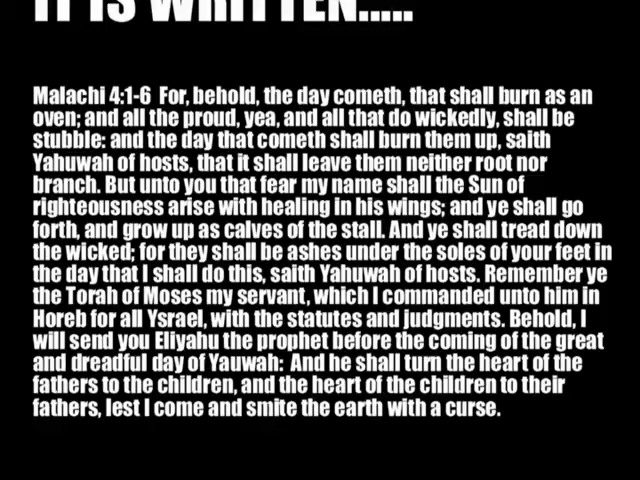 IT IS WRITTEN.....
Malachi 4:1-6 For, behold, the day cometh, that shall burn as an
oven; and all the proud, yea, and all that do wickedly, shall be
stubble: and the day that cometh shall burn them up, saith
Yahuwah of hosts, that it shall leave them neither root nor
branch. But unto you that fear my name shall the Sun of
righteousness arise with healing in his wings; and ye shall go
forth, and grow up as calves of the stall. And ye shall tread down
the wicked; for they shall be ashes under the soles of your feet in
the day that I shall do this, saith Yahuwah of hosts. Remember ye
the Torah of Moses my servant, which I commanded unto him in
Horeb for all Ysrael, with the statutes and judgments. Behold, I
will send you Eliyahu the prophet before the coming of the great
and dreadful day of Yauwah: And he shall turn the heart of the
fathers to the children, and the heart of the children to their
fathers, lest I come and smite the earth with a curse.